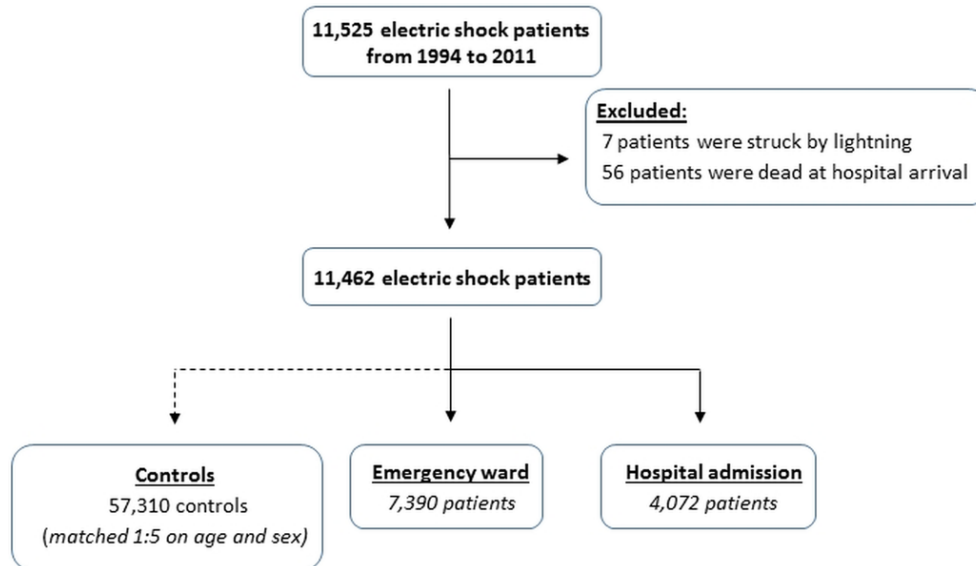 11,525 electric shock patients
from 1994 to 2011
Excluded:
7 patients were struck by lightning
56 patients were dead at hospital arrival
11,462 electric shock patients
Controls
57,310 controls
(matched 1:5 on age and sex)
Emergency ward
7,390 patients
Hospital admission
4,072 patients